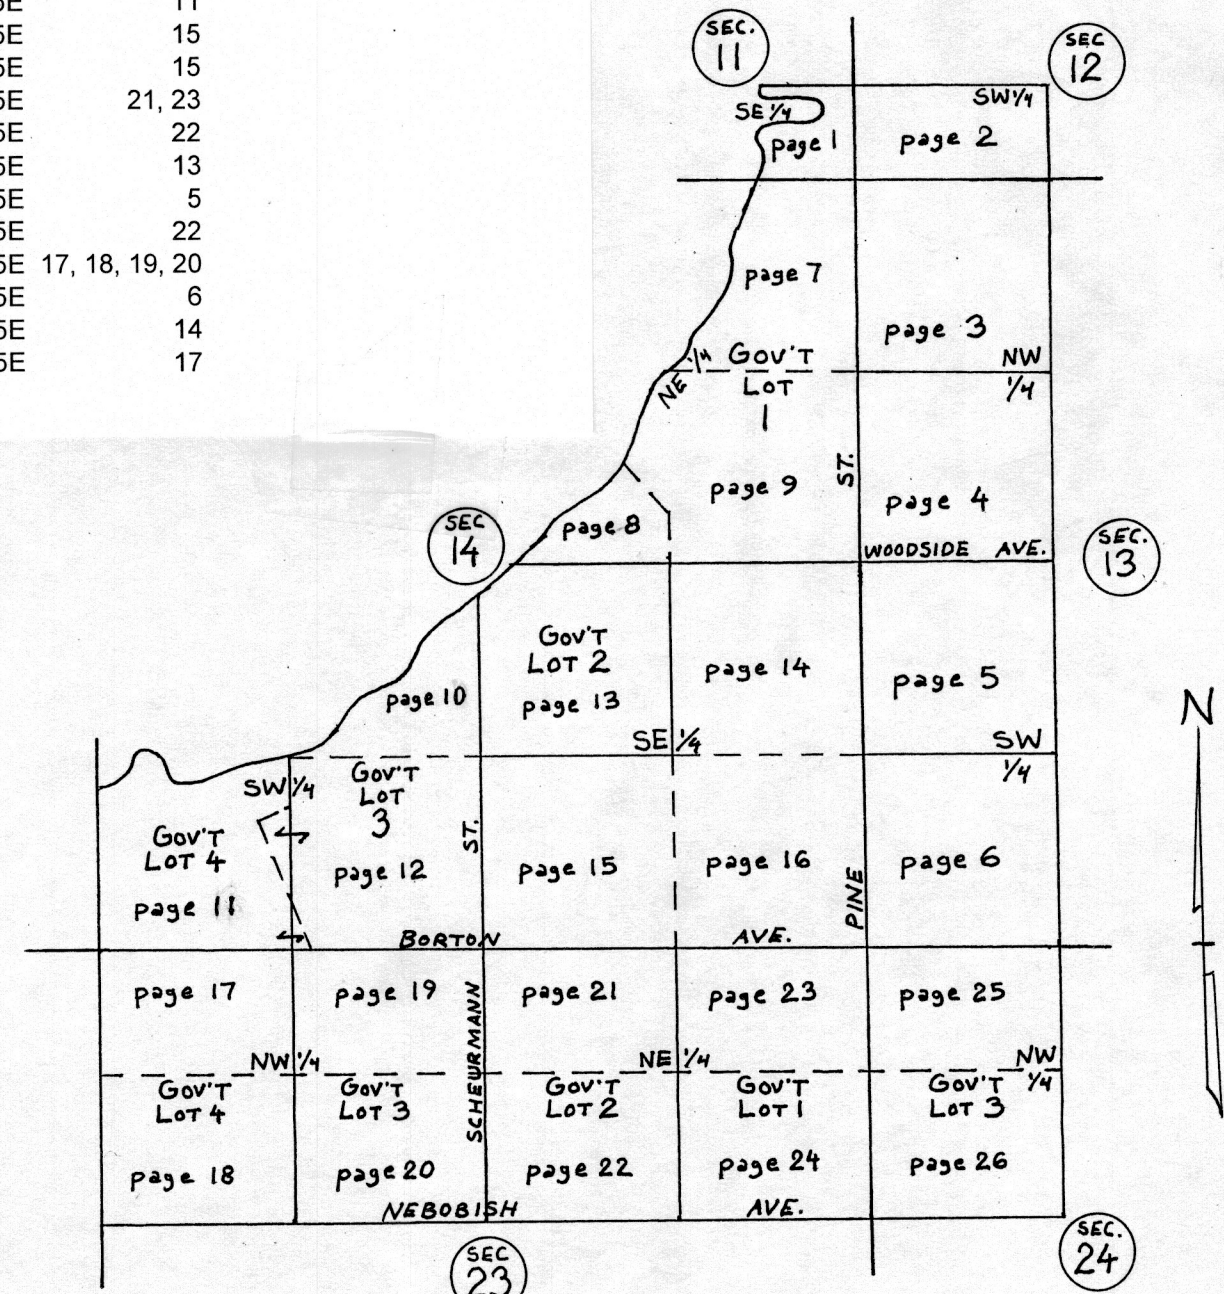 5E 11
5E 15
5E 15
5E 21, 23
5E 22
5E 13
5E 5
5E 22
5E 17, 18, 19, 20
5E 6
5E 14
5E 17
SEC. 11
SEC 12
SE 1/4
SW 1/4
page 1
page 2
page 7
page 3
NE 1/4
GOV'T
LOT
1
NW
1/4
page 9
ST.
page 4
page 8
WOODSIDE AVE.
SEC 14
SEC. 13
GOV'T
LOT 2
page 14
page 5
page 10
page 13
N
SE 1/4
SW
1/4
SW 1/4
GOV'T
LOT
3
GOV'T
LOT 4
ST.
page 12
page 15
page 16
page 6
PINE
page 11
BORTON AVE.
page 17
page 19
page 21
page 23
page 25
SCHEURMANN
NW 1/4
NE 1/4
NW
1/4
GOV'T
LOT 4
GOV'T
LOT 3
GOV'T
LOT 2
GOV'T
LOT 1
GOV'T
LOT 3
page 18
page 20
page 22
page 24
page 26
NEBOBISH AVE.
SEC 23
SEC. 24